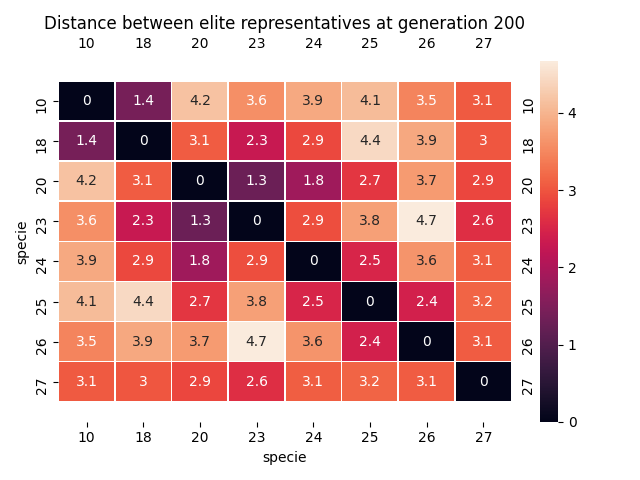 Distance between elite representatives at generation 200
10 18 20 23 24 25 26 27
10 0 1.4 4.2 3.6 3.9 4.1 3.5 3.1 10
18 1.4 0 3.1 2.3 2.9 4.4 3.9 3 18
20 4.2 3.1 0 1.3 1.8 2.7 3.7 2.9 20
23 3.6 2.3 1.3 0 2.9 3.8 4.7 2.6 23
24 3.9 2.9 1.8 2.9 0 2.5 3.6 3.1 24
25 4.1 4.4 2.7 3.8 2.5 0 2.4 3.2 25
26 3.5 3.9 3.7 4.7 3.6 2.4 0 3.1 26
27 3.1 3 2.9 2.6 3.1 3.2 3.1 0 27
10 18 20 23 24 25 26 27
specie
specie
4
3
2
1
0